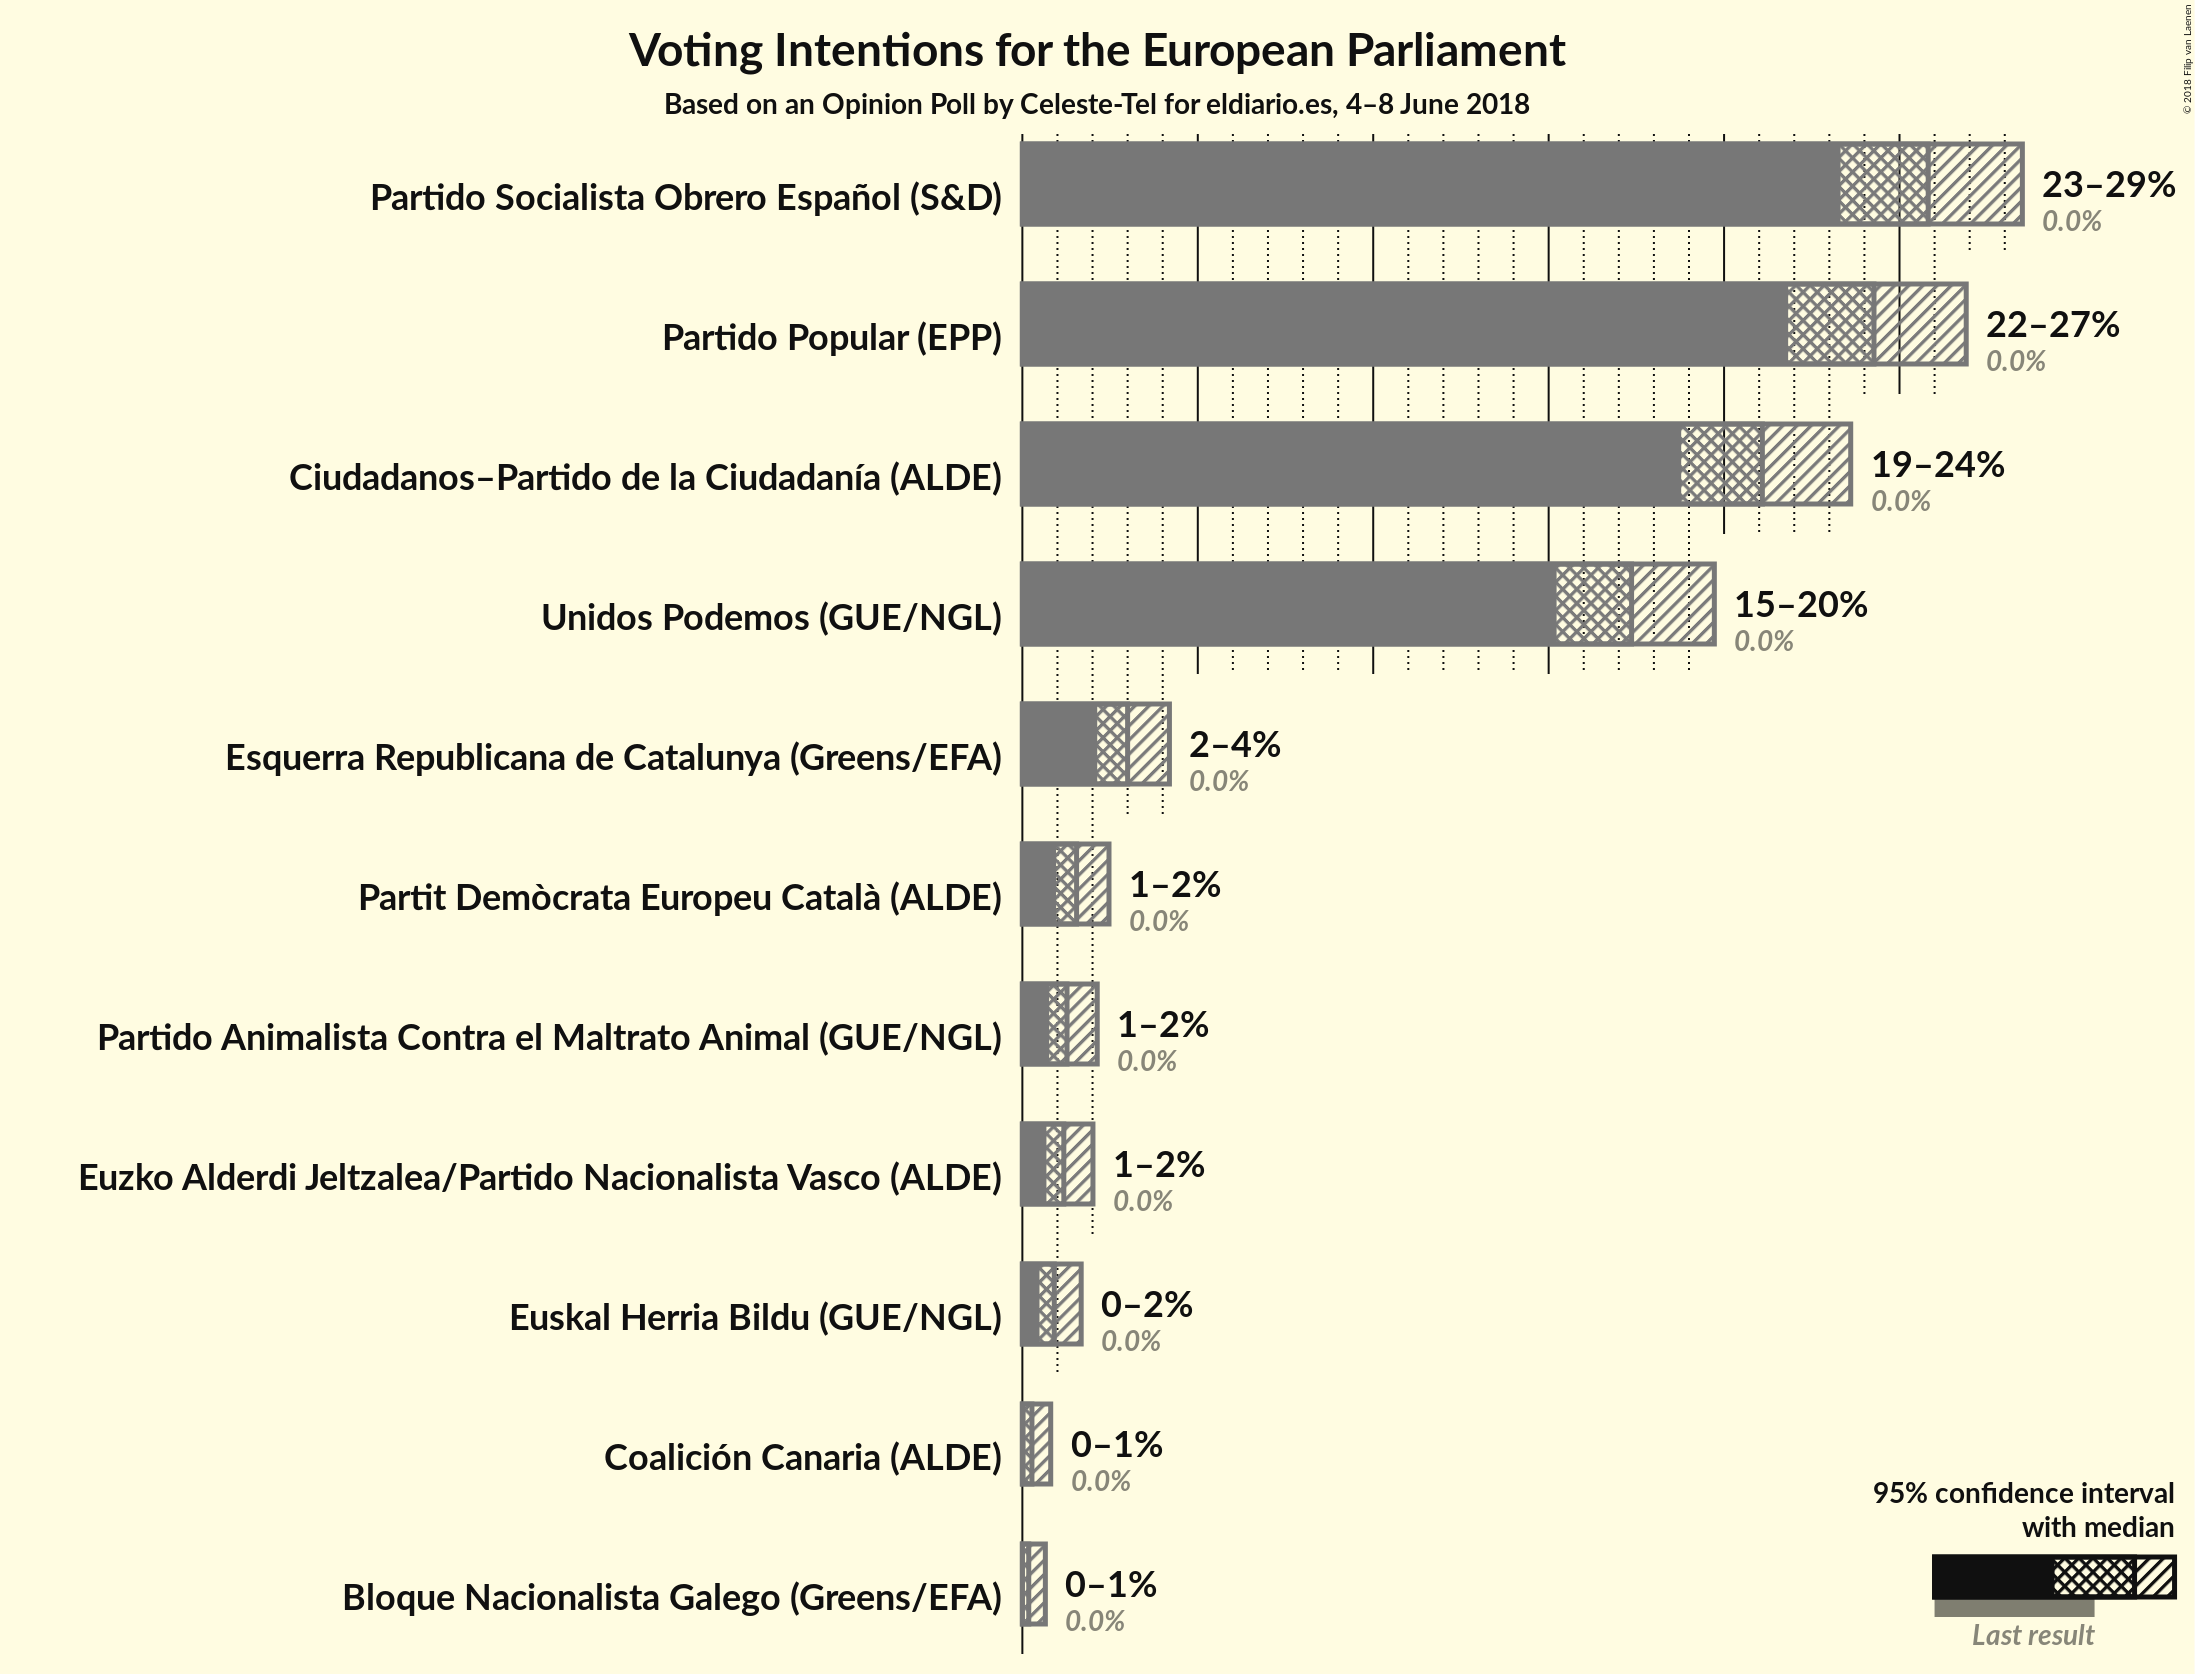 Voting Intentions for the European Parliament
Based on an Opinion Poll by Celeste-Tel for eldiario.es, 4–8 June 2018
© 2018 Filip van Laenen
Partido Socialista Obrero Español (S&D)
23–29%
0.0%
Partido Popular (EPP)
22–27%
0.0%
Ciudadanos–Partido de la Ciudadanía (ALDE)
19–24%
0.0%
Unidos Podemos (GUE/NGL)
15–20%
0.0%
Esquerra Republicana de Catalunya (Greens/EFA)
2–4%
0.0%
Partit Demòcrata Europeu Català (ALDE)
1–2%
0.0%
Partido Animalista Contra el Maltrato Animal (GUE/NGL)
1–2%
0.0%
Euzko Alderdi Jeltzalea/Partido Nacionalista Vasco (ALDE)
1–2%
0.0%
Euskal Herria Bildu (GUE/NGL)
0–2%
0.0%
Coalición Canaria (ALDE)
0–1%
0.0%
Bloque Nacionalista Galego (Greens/EFA)
0–1%
0.0%
95% confidence interval
with median
Last result